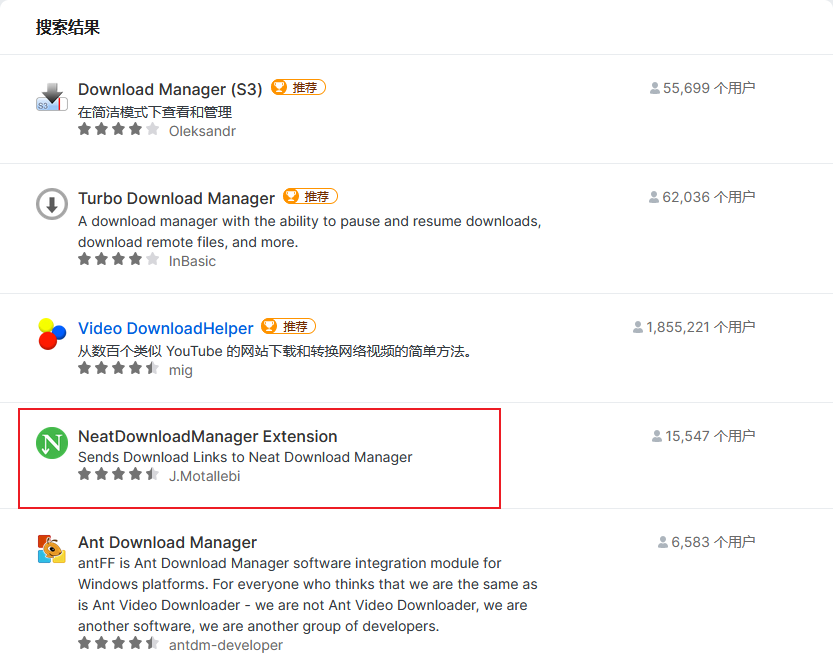 搜索结果
Download Manager (S3) 推荐 55,699 个用户
S3
在简洁模式下查看和管理
Oleksandr
Turbo Download Manager 推荐 62,036 个用户
A download manager with the ability to pause and resume downloads,
download remote files, and more.
InBasic
Video DownloadHelper 推荐 1,855,221 个用户
从数百个类似 YouTube 的网站下载和转换网络视频的简单方法。
mig
NeatDownloadManager Extension 15,547 个用户
N
Sends Download Links to Neat Download Manager
J.Motallebi
Ant Download Manager 6,583 个用户
antFF is Ant Download Manager software integration module for
Windows platforms. For everyone who thinks that we are the same as
is Ant Video Downloader - we are not Ant Video Downloader, we are
another software, we are another group of developers.
antdm-developer